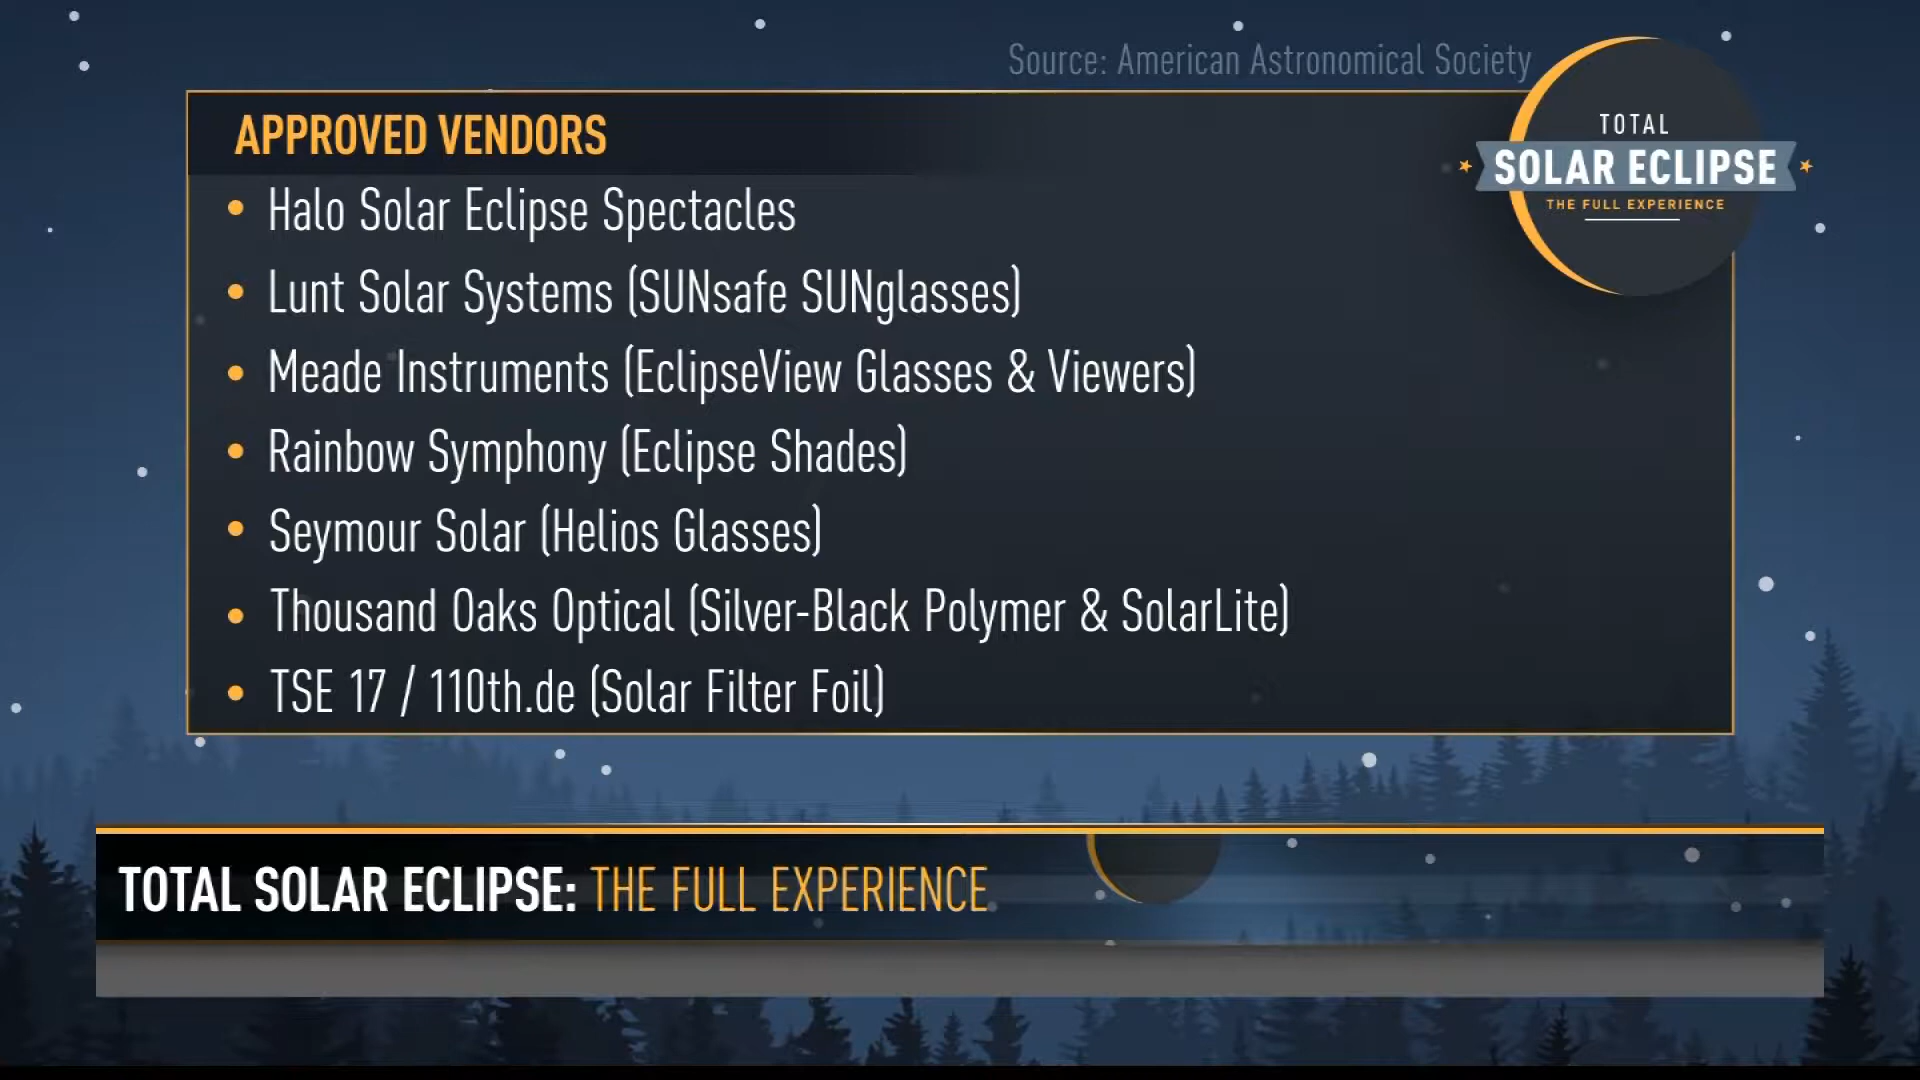 Source: American Astronomical Society
APPROVED VENDORS
TOTAL
SOLAR ECLIPSE
THE FULL EXPERIENCE
• Halo Solar Eclipse Spectacles
• Lunt Solar Systems (SUNsafe SUNglasses)
• Meade Instruments (EclipseView Glasses & Viewers)
• Rainbow Symphony (Eclipse Shades)
• Seymour Solar (Helios Glasses)
• Thousand Oaks Optical (Silver-Black Polymer & SolarLite)
• TSE 17 / 110th.de (Solar Filter Foil)
TOTAL SOLAR ECLIPSE: THE FULL EXPERIENCE